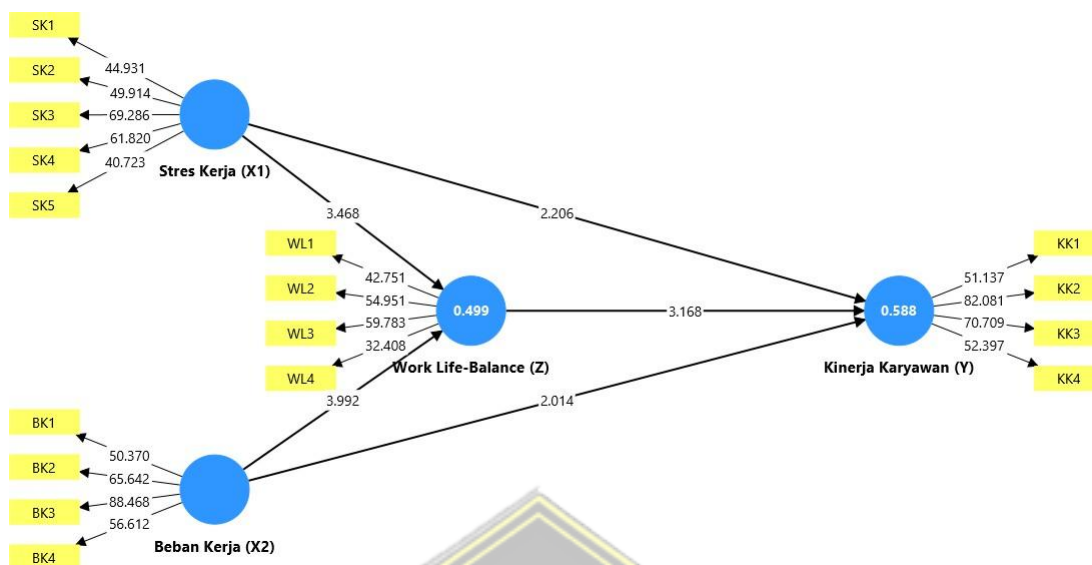 SK1
SK2
SK3
SK4
SK5
44.931
49.914
69.286
61.820
40.723
Stres Kerja (X1)
3.468
2.206
WL1
WL2
WL3
WL4
42.751
54.951
59.783
32.408
0.499
Work Life-Balance (Z)
3.168
0.588
Kinerja Karyawan (Y)
51.137
82.081
70.709
52.397
KK1
KK2
KK3
KK4
3.992
2.014
BK1
BK2
BK3
BK4
50.370
65.642
88.468
56.612
Beban Kerja (X2)